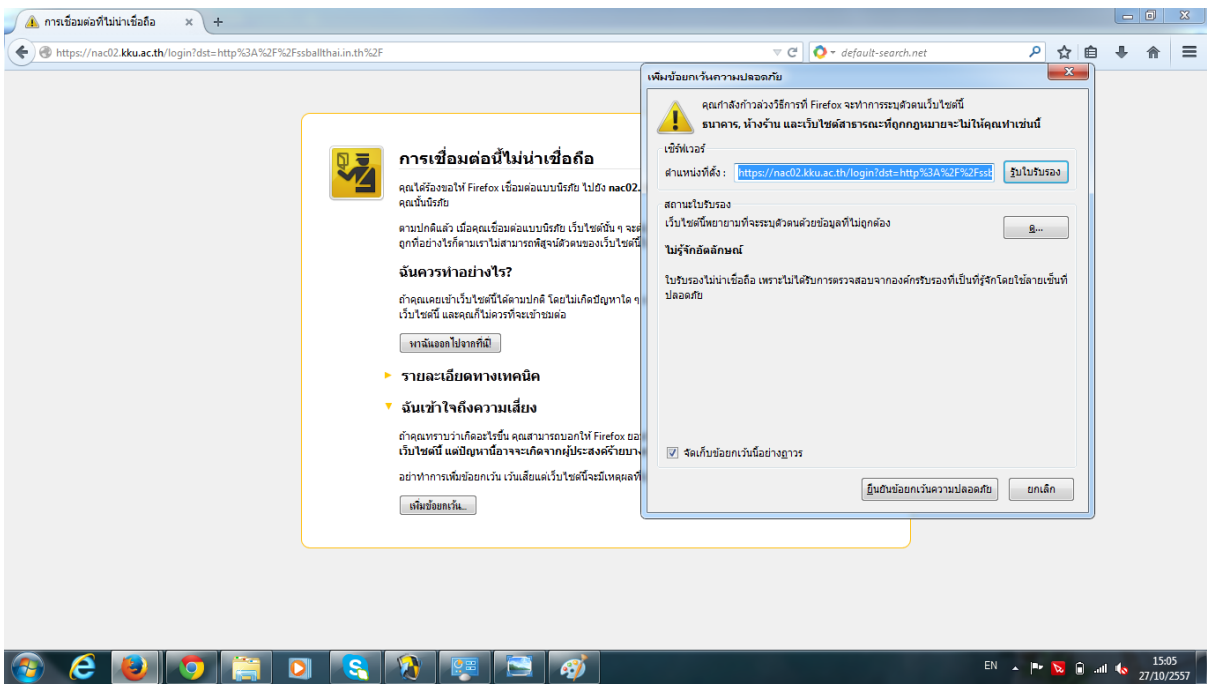 การเชื่อมต่อที่ไม่น่าเชื่อถือ
https://nac02.kku.ac.th/login?dst=http%3A%2F%2Fssballthai.in.th%2F
default-search.net
การเชื่อมต่อนี้ไม่น่าเชื่อถือ
คุณได้ร้องขอให้ Firefox เชื่อมต่อแบบนิรภัย ไปยัง nac02.
คุณนั้นนิรภัย
ตามปกติแล้ว เมื่อคุณเชื่อมต่อแบบนิรภัย เว็บไซต์นั้น ๆ
ถูกที่อย่างไรก็ตามเราไม่สามารถพิสูจน์ตัวตนของเว็บไซต์นี้
ฉันควรทำอย่างไร?
ถ้าคุณเคยเข้าเว็บไซต์นี้ได้ตามปกติ โดยไม่เกิดปัญหาใด ๆ
เว็บไซต์นี้ และคุณก็ไม่ควรที่จะเข้าชมต่อ
พาฉันออกไปจากที่นี่!
รายละเอียดทางเทคนิค
ฉันเข้าใจถึงความเสี่ยง
ถ้าคุณทราบว่าเกิดอะไรขึ้น คุณสามารถบอกให้ Firefox
เว็บไซต์นี้ แต่ปัญหานี้อาจจะเกิดจากผู้ประสงค์ร้าย
อย่าทำการเพิ่มข้อยกเว้น เว้นเสียแต่เว็บไซต์นี้จะมีเหตุผล
เพิ่มข้อยกเว้น...
เพิ่มข้อยกเว้นความปลอดภัย
คุณกำลังก้าวล่วงวิธีการที่ Firefox จะทำการระบุตัวตนเว็บไซต์นี้
ธนาคาร, ห้างร้าน และเว็บไซต์สาธารณะที่ถูกกฎหมายจะไม่ให้คุณทำเช่นนี้
เซิร์ฟเวอร์
ตำแหน่งที่ตั้ง : https://nac02.kku.ac.th/login?dst=http%3A%2F%2Fssb รับใบรับรอง
สถานะใบรับรอง
เว็บไซต์นี้พยายามที่จะระบุตัวตนด้วยข้อมูลที่ไม่ถูกต้อง
ดู...
ไม่รู้จักอัตลักษณ์
ใบรับรองไม่น่าเชื่อถือ เพราะไม่ได้รับการตรวจสอบจากองค์กรรับรองที่เป็นที่รู้จักโดยใช้ลายเซ็นที่
ปลอดภัย
จัดเก็บข้อยกเว้นนี้อย่างถาวร
ยืนยันข้อยกเว้นความปลอดภัย ยกเลิก
EN
15:05
27/10/2557